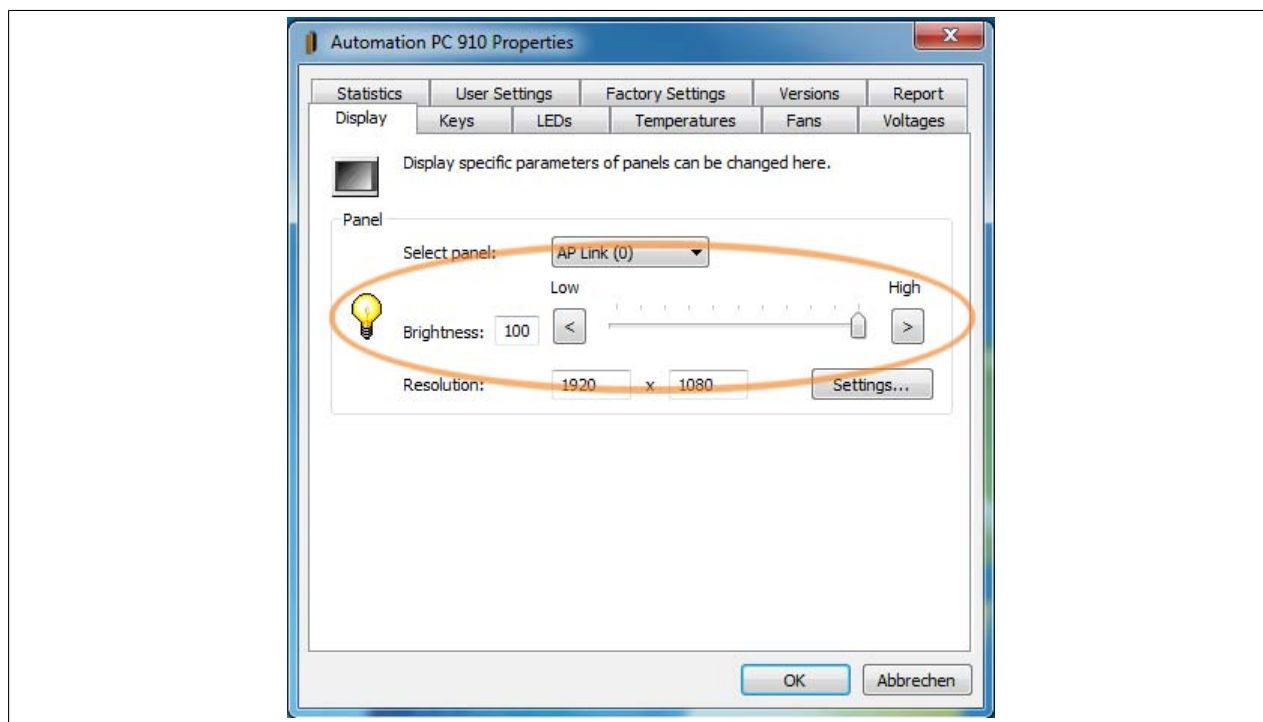 Automation PC 910 Properties
Statistics User Settings Factory Settings Versions Report
Display Keys LEDs Temperatures Fans Voltages
Display specific parameters of panels can be changed here.
Panel
Select panel: AP Link (0)
Low High
Brightness: 100 < >
Resolution: 1920 x 1080 Settings...
OK Abbrechen